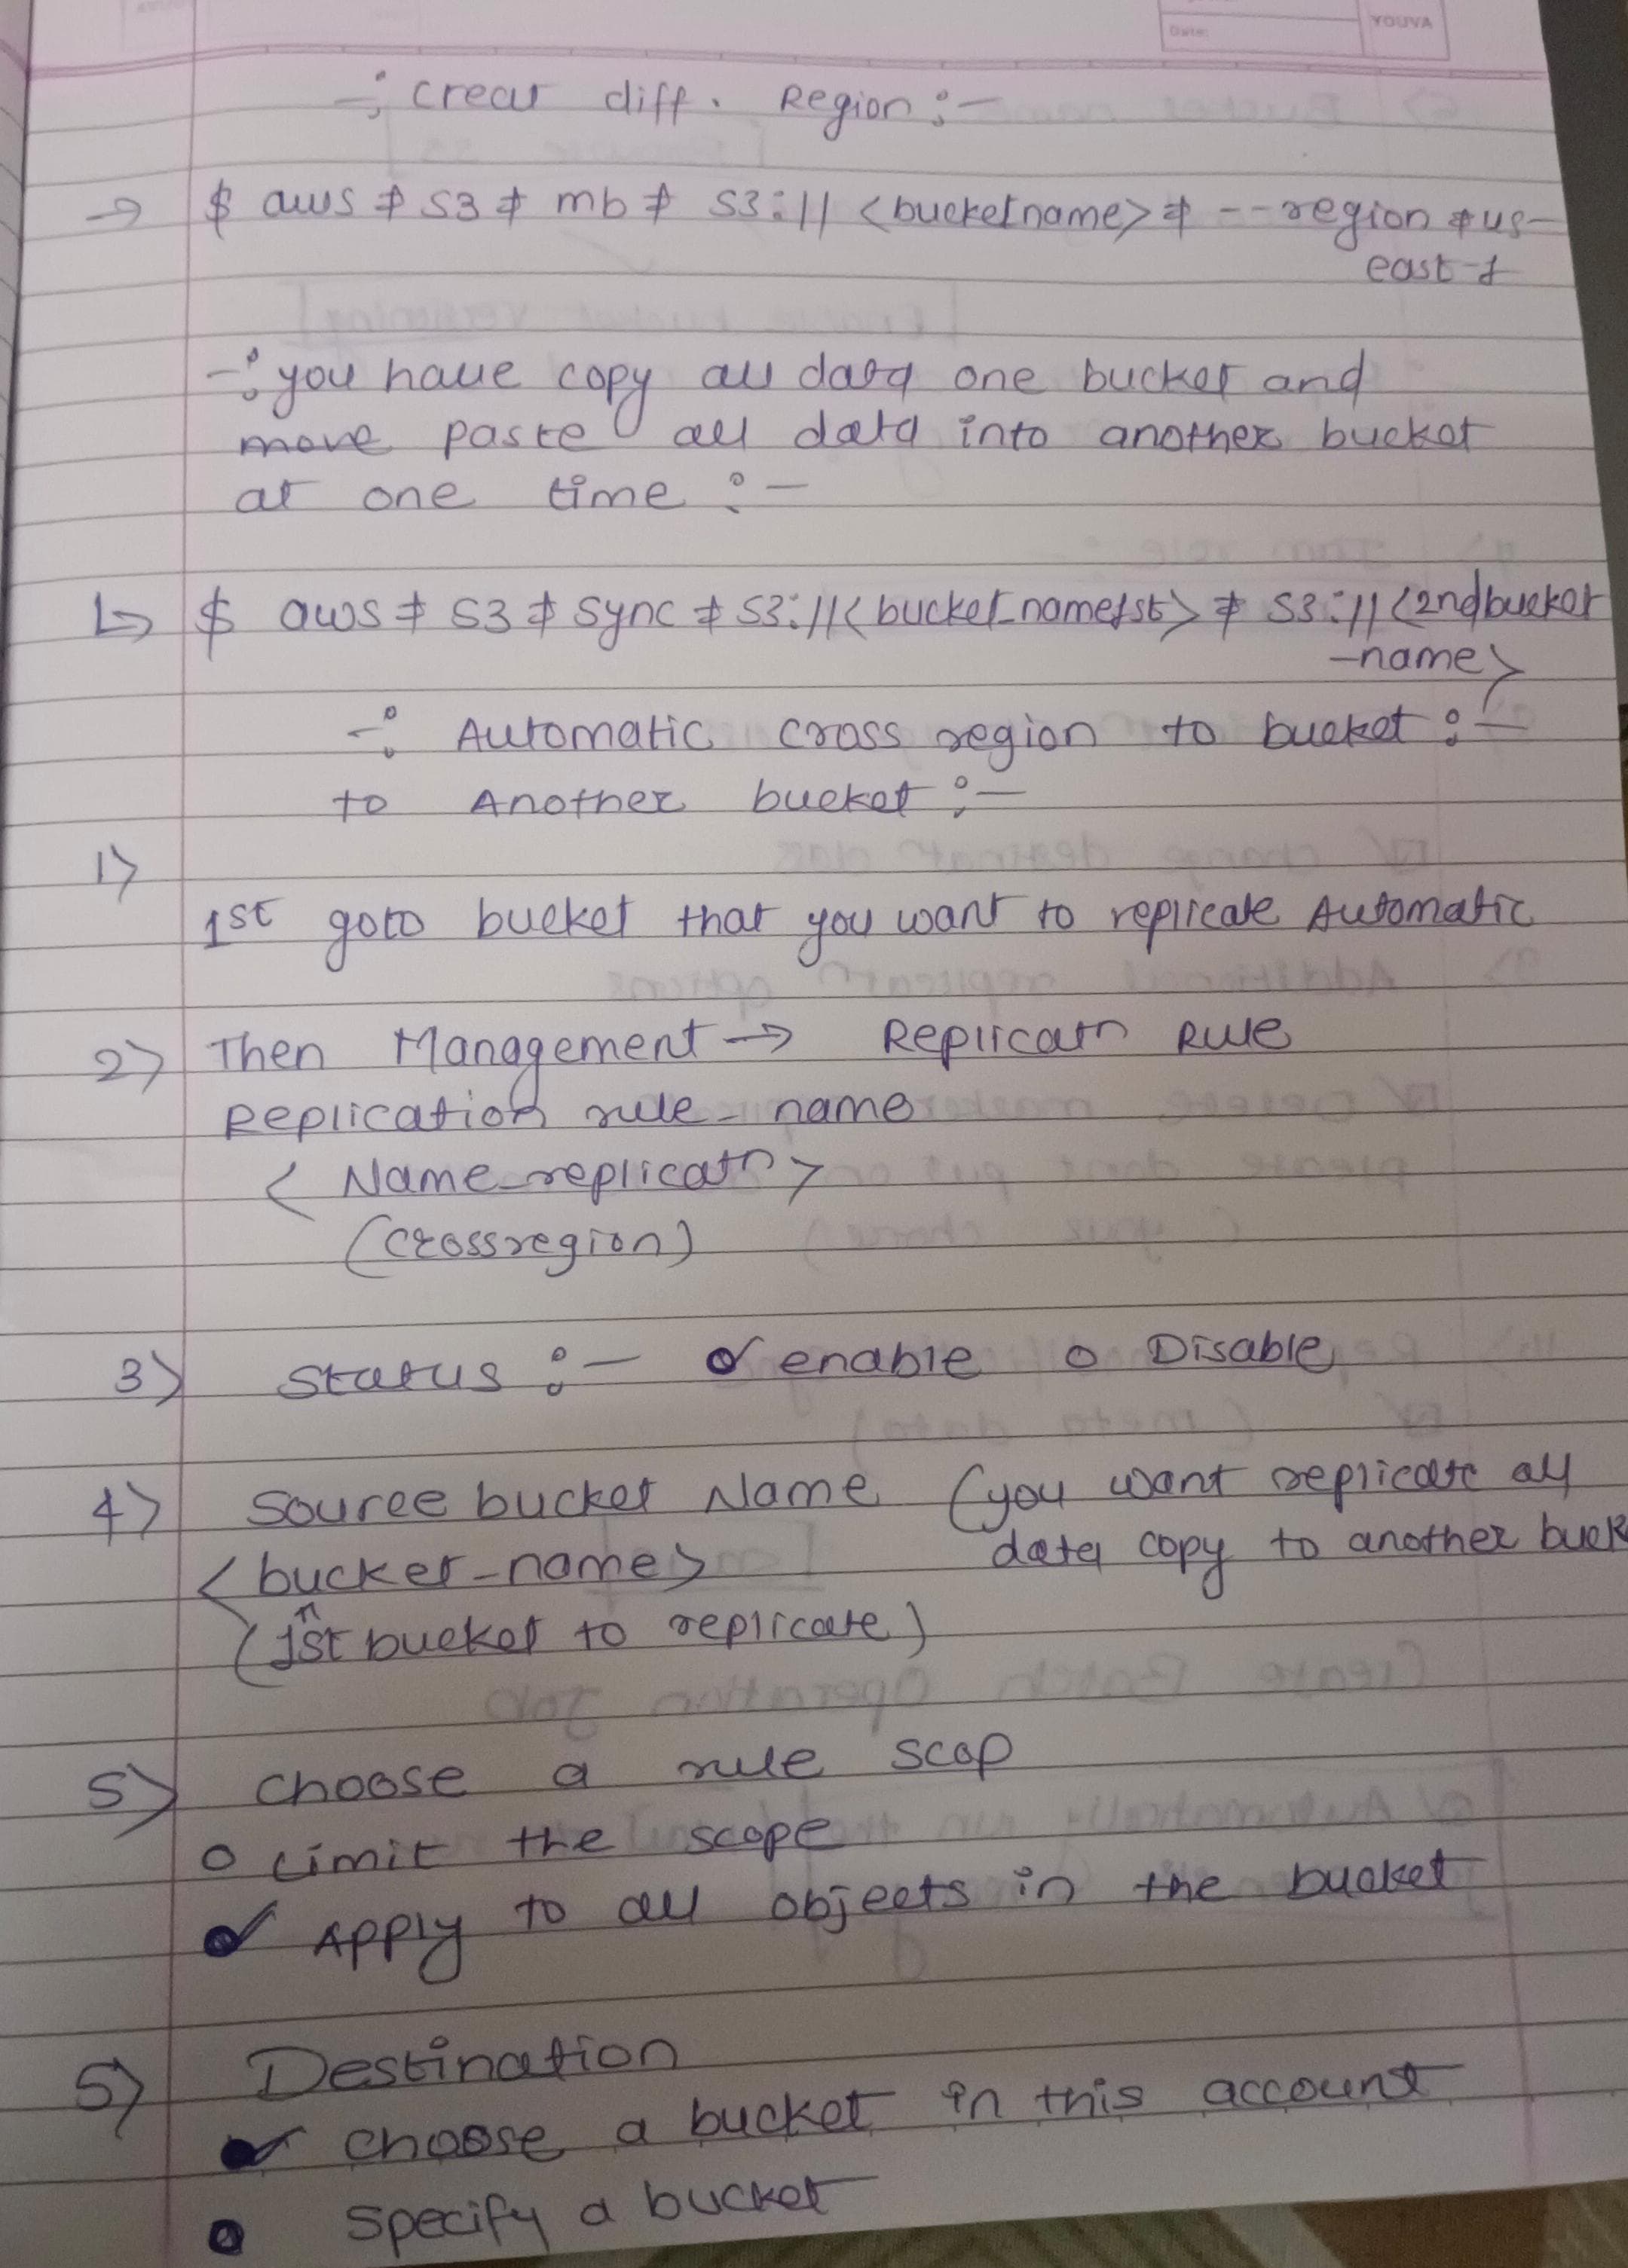 Date:
YOUVA
-: creat diff. Region :-
→ $ aws ≠ s3 ≠ mb ≠ s3:// <bucketname> ≠ --region ≠ us-
east-1
-: you have copy all data one bucket and
move paste all data into another bucket
at one time :-
↳ $ aws ≠ s3 ≠ sync ≠ s3://<bucket_name1st> ≠ s3://<2ndbucket
-name>
-: Automatic cross region to bucket :-
to Another bucket :-
1>
1st goto bucket that you want to replicate Automatic
2> Then Management → Replicatn Rule
Replication rule-name
< Name-replicatn >
(crossregion)
3> Status :- enable o Disable
4> Source bucket Name (you want replicate all
data copy to another buck
<bucket-name>
(1st bucket to replicate)
5> choose a rule scop
o Limit the scope
Apply to all objects in the bucket
5> Destination
choose a bucket in this account
o specify a bucket